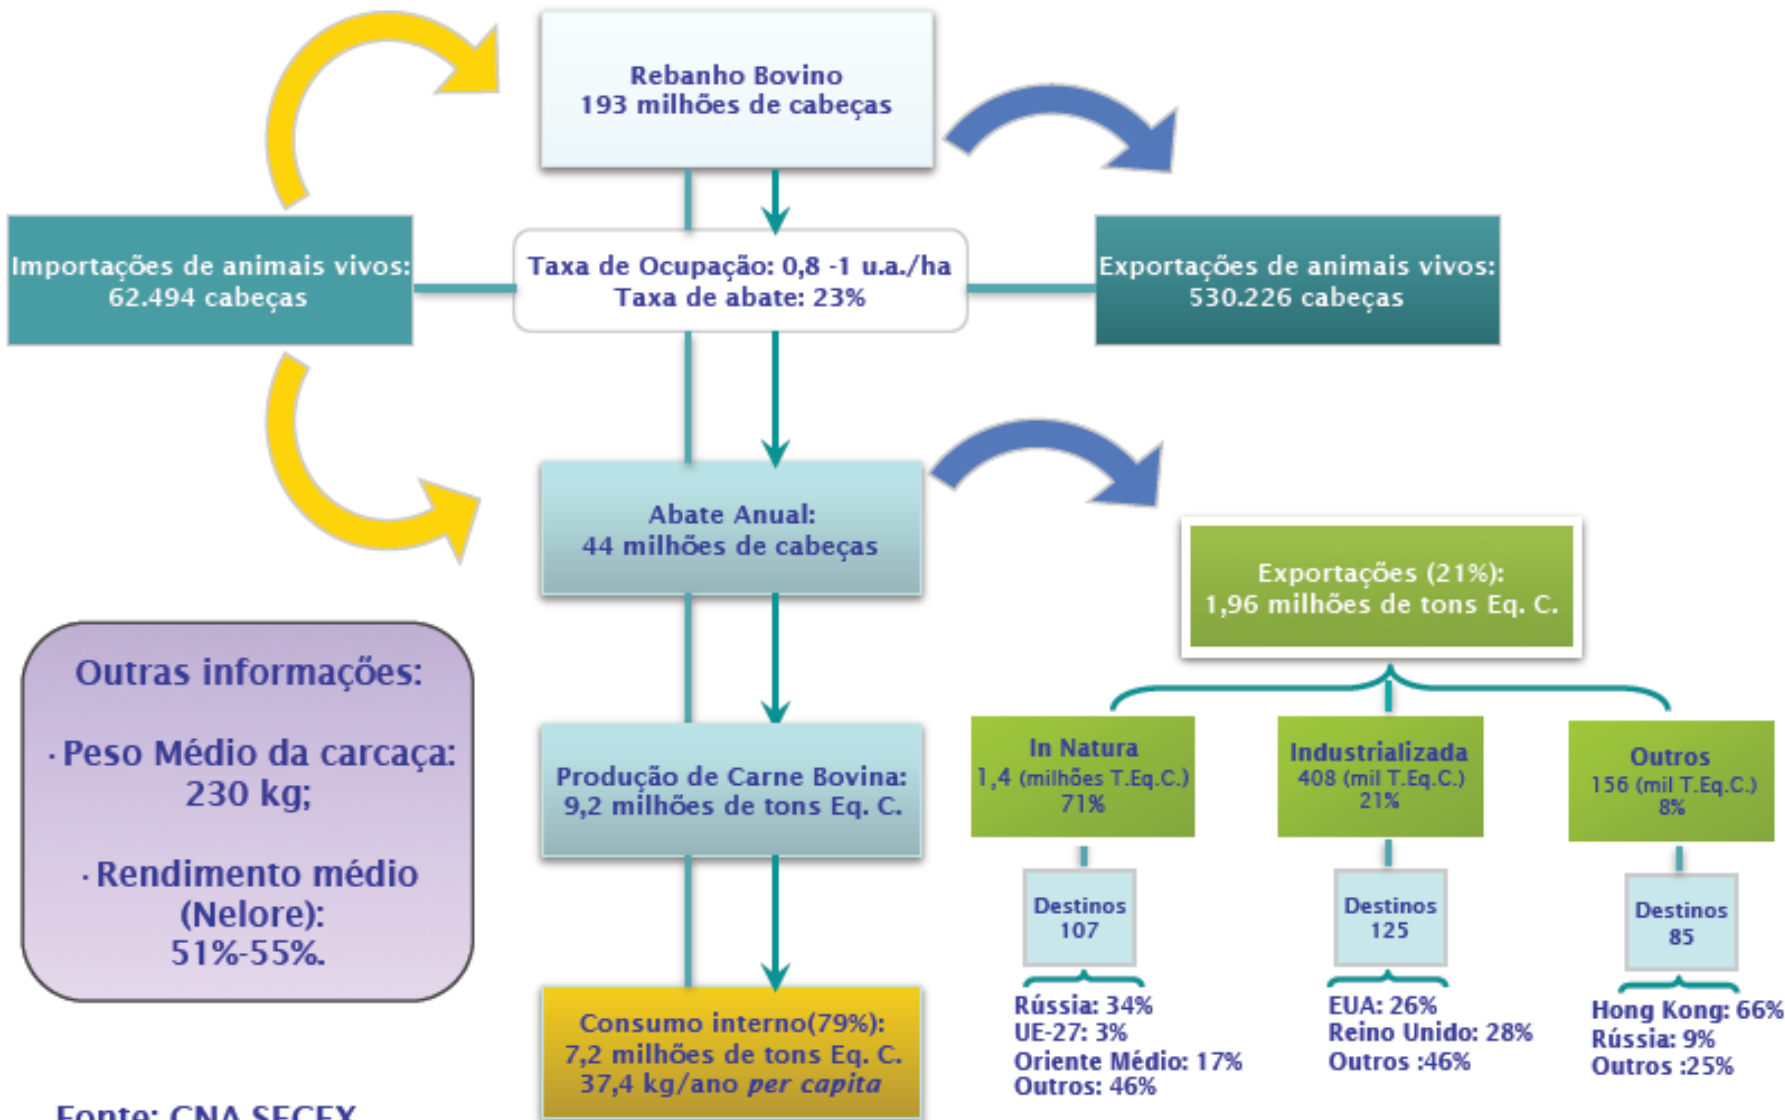 Rebanho Bovino
193 milhões de cabeças
Importações de animais vivos:
62.494 cabeças
Taxa de Ocupação: 0,8 -1 u.a./ha
Taxa de abate: 23%
Exportações de animais vivos:
530.226 cabeças
Abate Anual:
44 milhões de cabeças
Exportações (21%):
1,96 milhões de tons Eq. C.
Outras informações:
· Peso Médio da carcaça:
230 kg;
· Rendimento médio
(Nelore):
51%-55%.
Produção de Carne Bovina:
9,2 milhões de tons Eq. C.
In Natura
1,4 (milhões T.Eq.C.)
71%
Industrializada
408 (mil T.Eq.C.)
21%
Outros
156 (mil T.Eq.C.)
8%
Destinos
107
Destinos
125
Destinos
85
Rússia: 34%
UE-27: 3%
Oriente Médio: 17%
Outros: 46%
EUA: 26%
Reino Unido: 28%
Outros :46%
Hong Kong: 66%
Rússia: 9%
Outros :25%
Consumo interno(79%):
7,2 milhões de tons Eq. C.
37,4 kg/ano per capita
Fonte: CNA SECEX